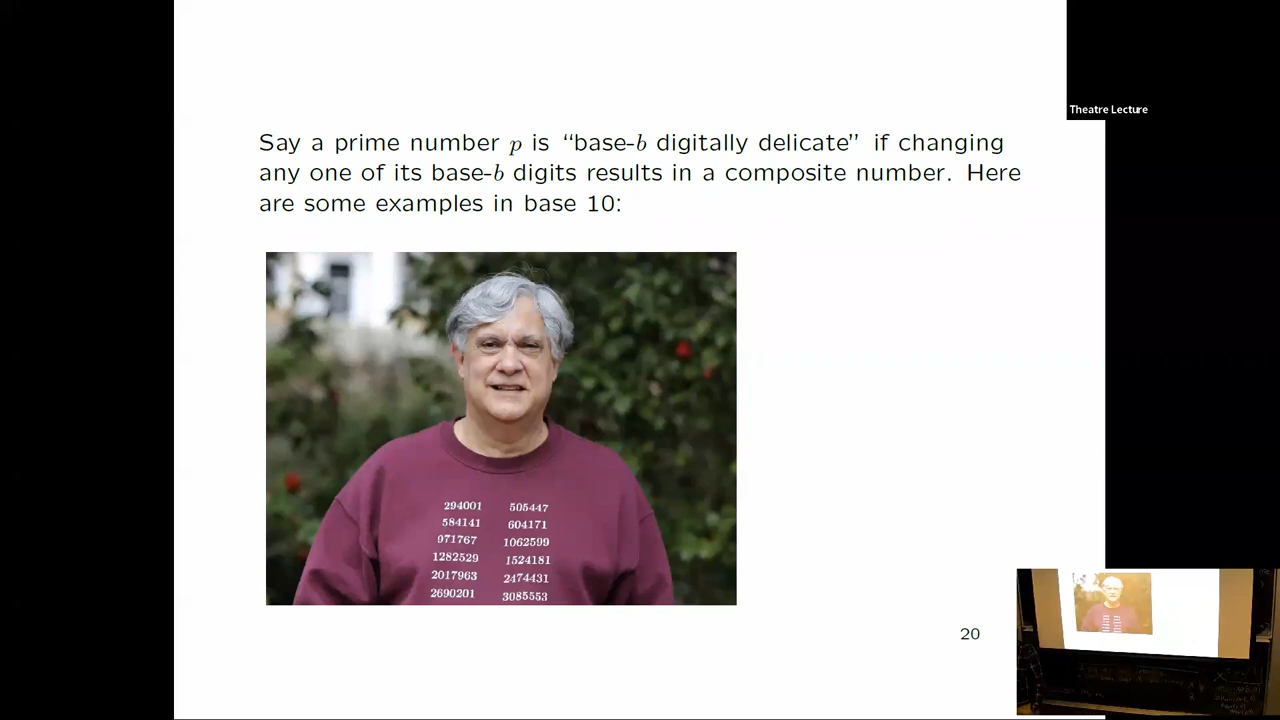 Theatre Lecture
Say a prime number p is “base-b digitally delicate” if changing
any one of its base-b digits results in a composite number. Here
are some examples in base 10:
294001 505447
584141 604171
971767 1062599
1282529 1524181
2017963 2474431
2690201 3085553
20